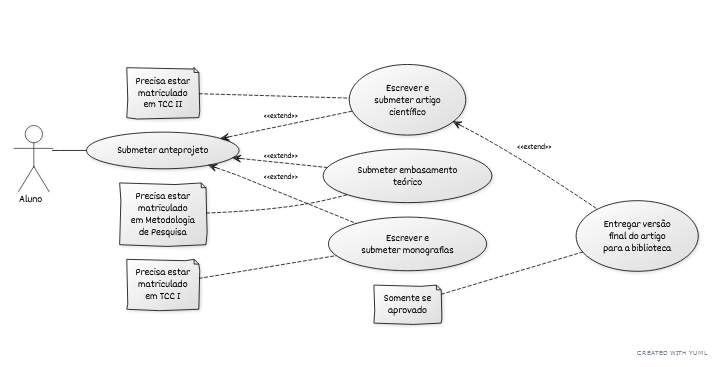 Precisa estar
matriculado
em TCC II
Escrever e
submeter artigo
científico
<<extend>>
Submeter anteprojeto
<<extend>>
<<extend>>
Submeter embasamento
teórico
<<extend>>
Aluno
Precisa estar
matriculado
em Metodologia
de Pesquisa
Escrever e
submeter monografias
Entregar versão
final do artigo
para a biblioteca
Precisa estar
matriculado
em TCC I
Somente se
aprovado
CREATED WITH YUML